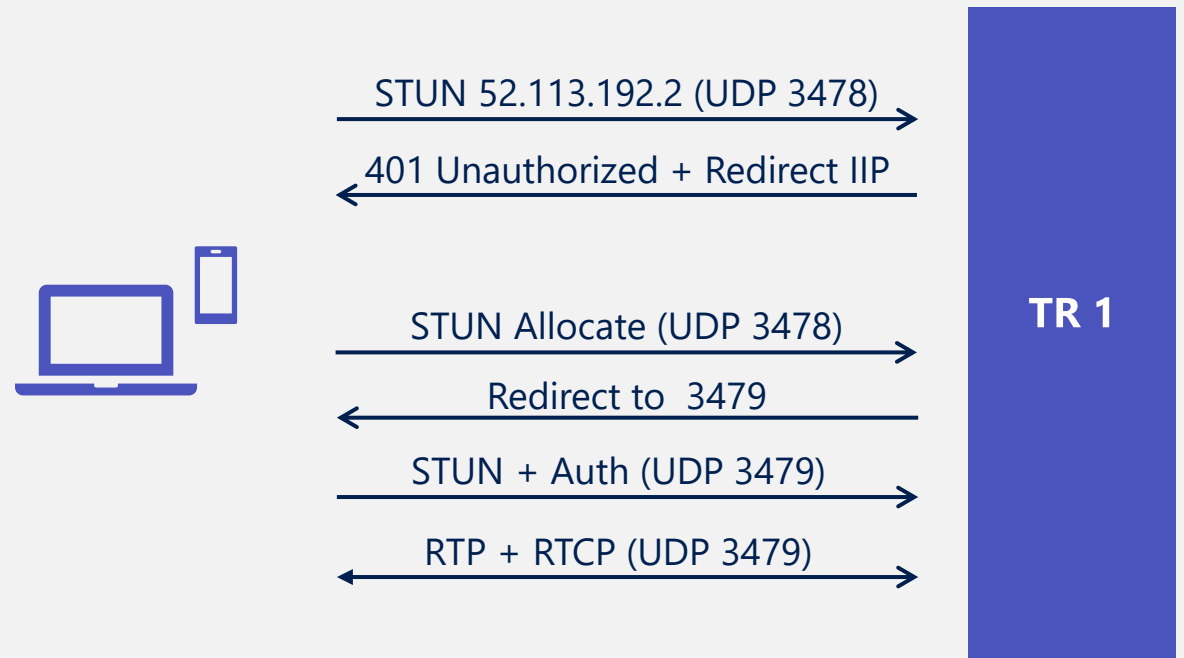 STUN 52.113.192.2 (UDP 3478)
401 Unauthorized + Redirect IIP
STUN Allocate (UDP 3478)
Redirect to  3479
STUN + Auth (UDP 3479)
RTP + RTCP (UDP 3479)
TR 1